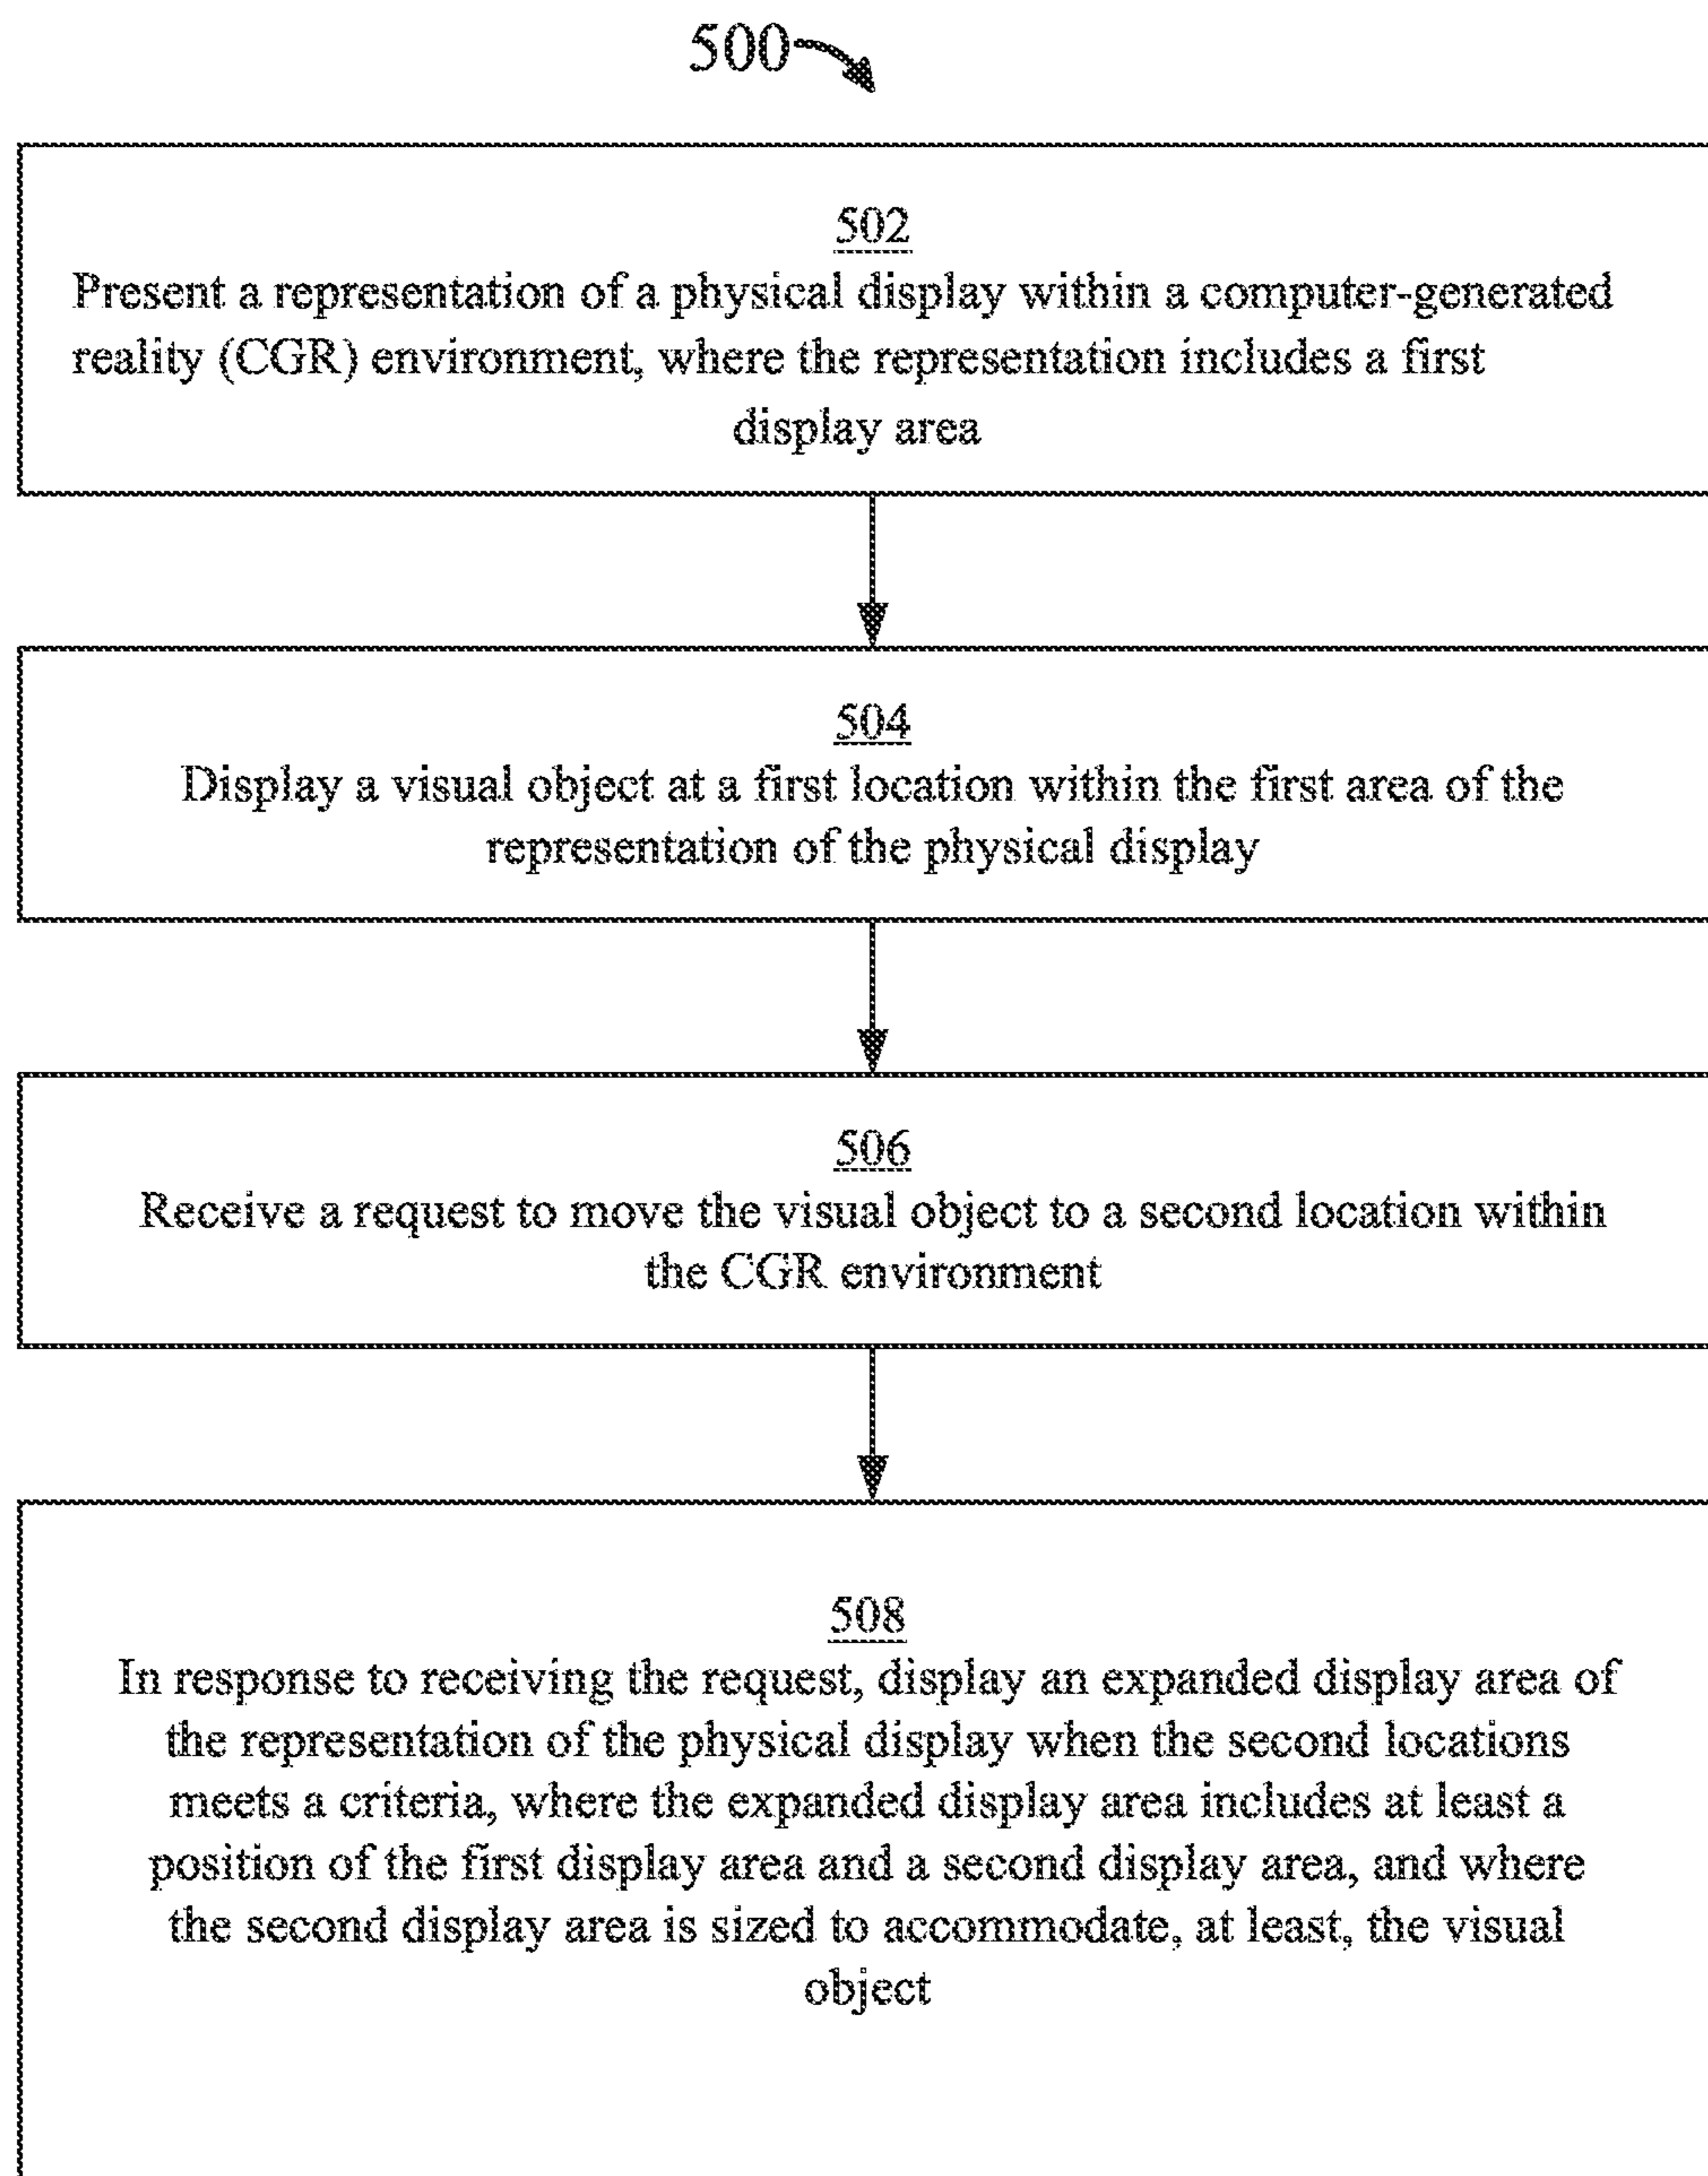 500
502
Present a representation of a physical display within a computer-generated
reality (CGR) environment, where the representation includes a first
display area
504
Display a visual object at a first location within the first area of the
representation of the physical display
506
Receive a request to move the visual object to a second location within
the CGR environment
508
In response to receiving the request, display an expanded display area of
the representation of the physical display when the second locations
meets a criteria, where the expanded display area includes at least a
position of the first display area and a second display area, and where
the second display area is sized to accommodate, at least, the visual
object